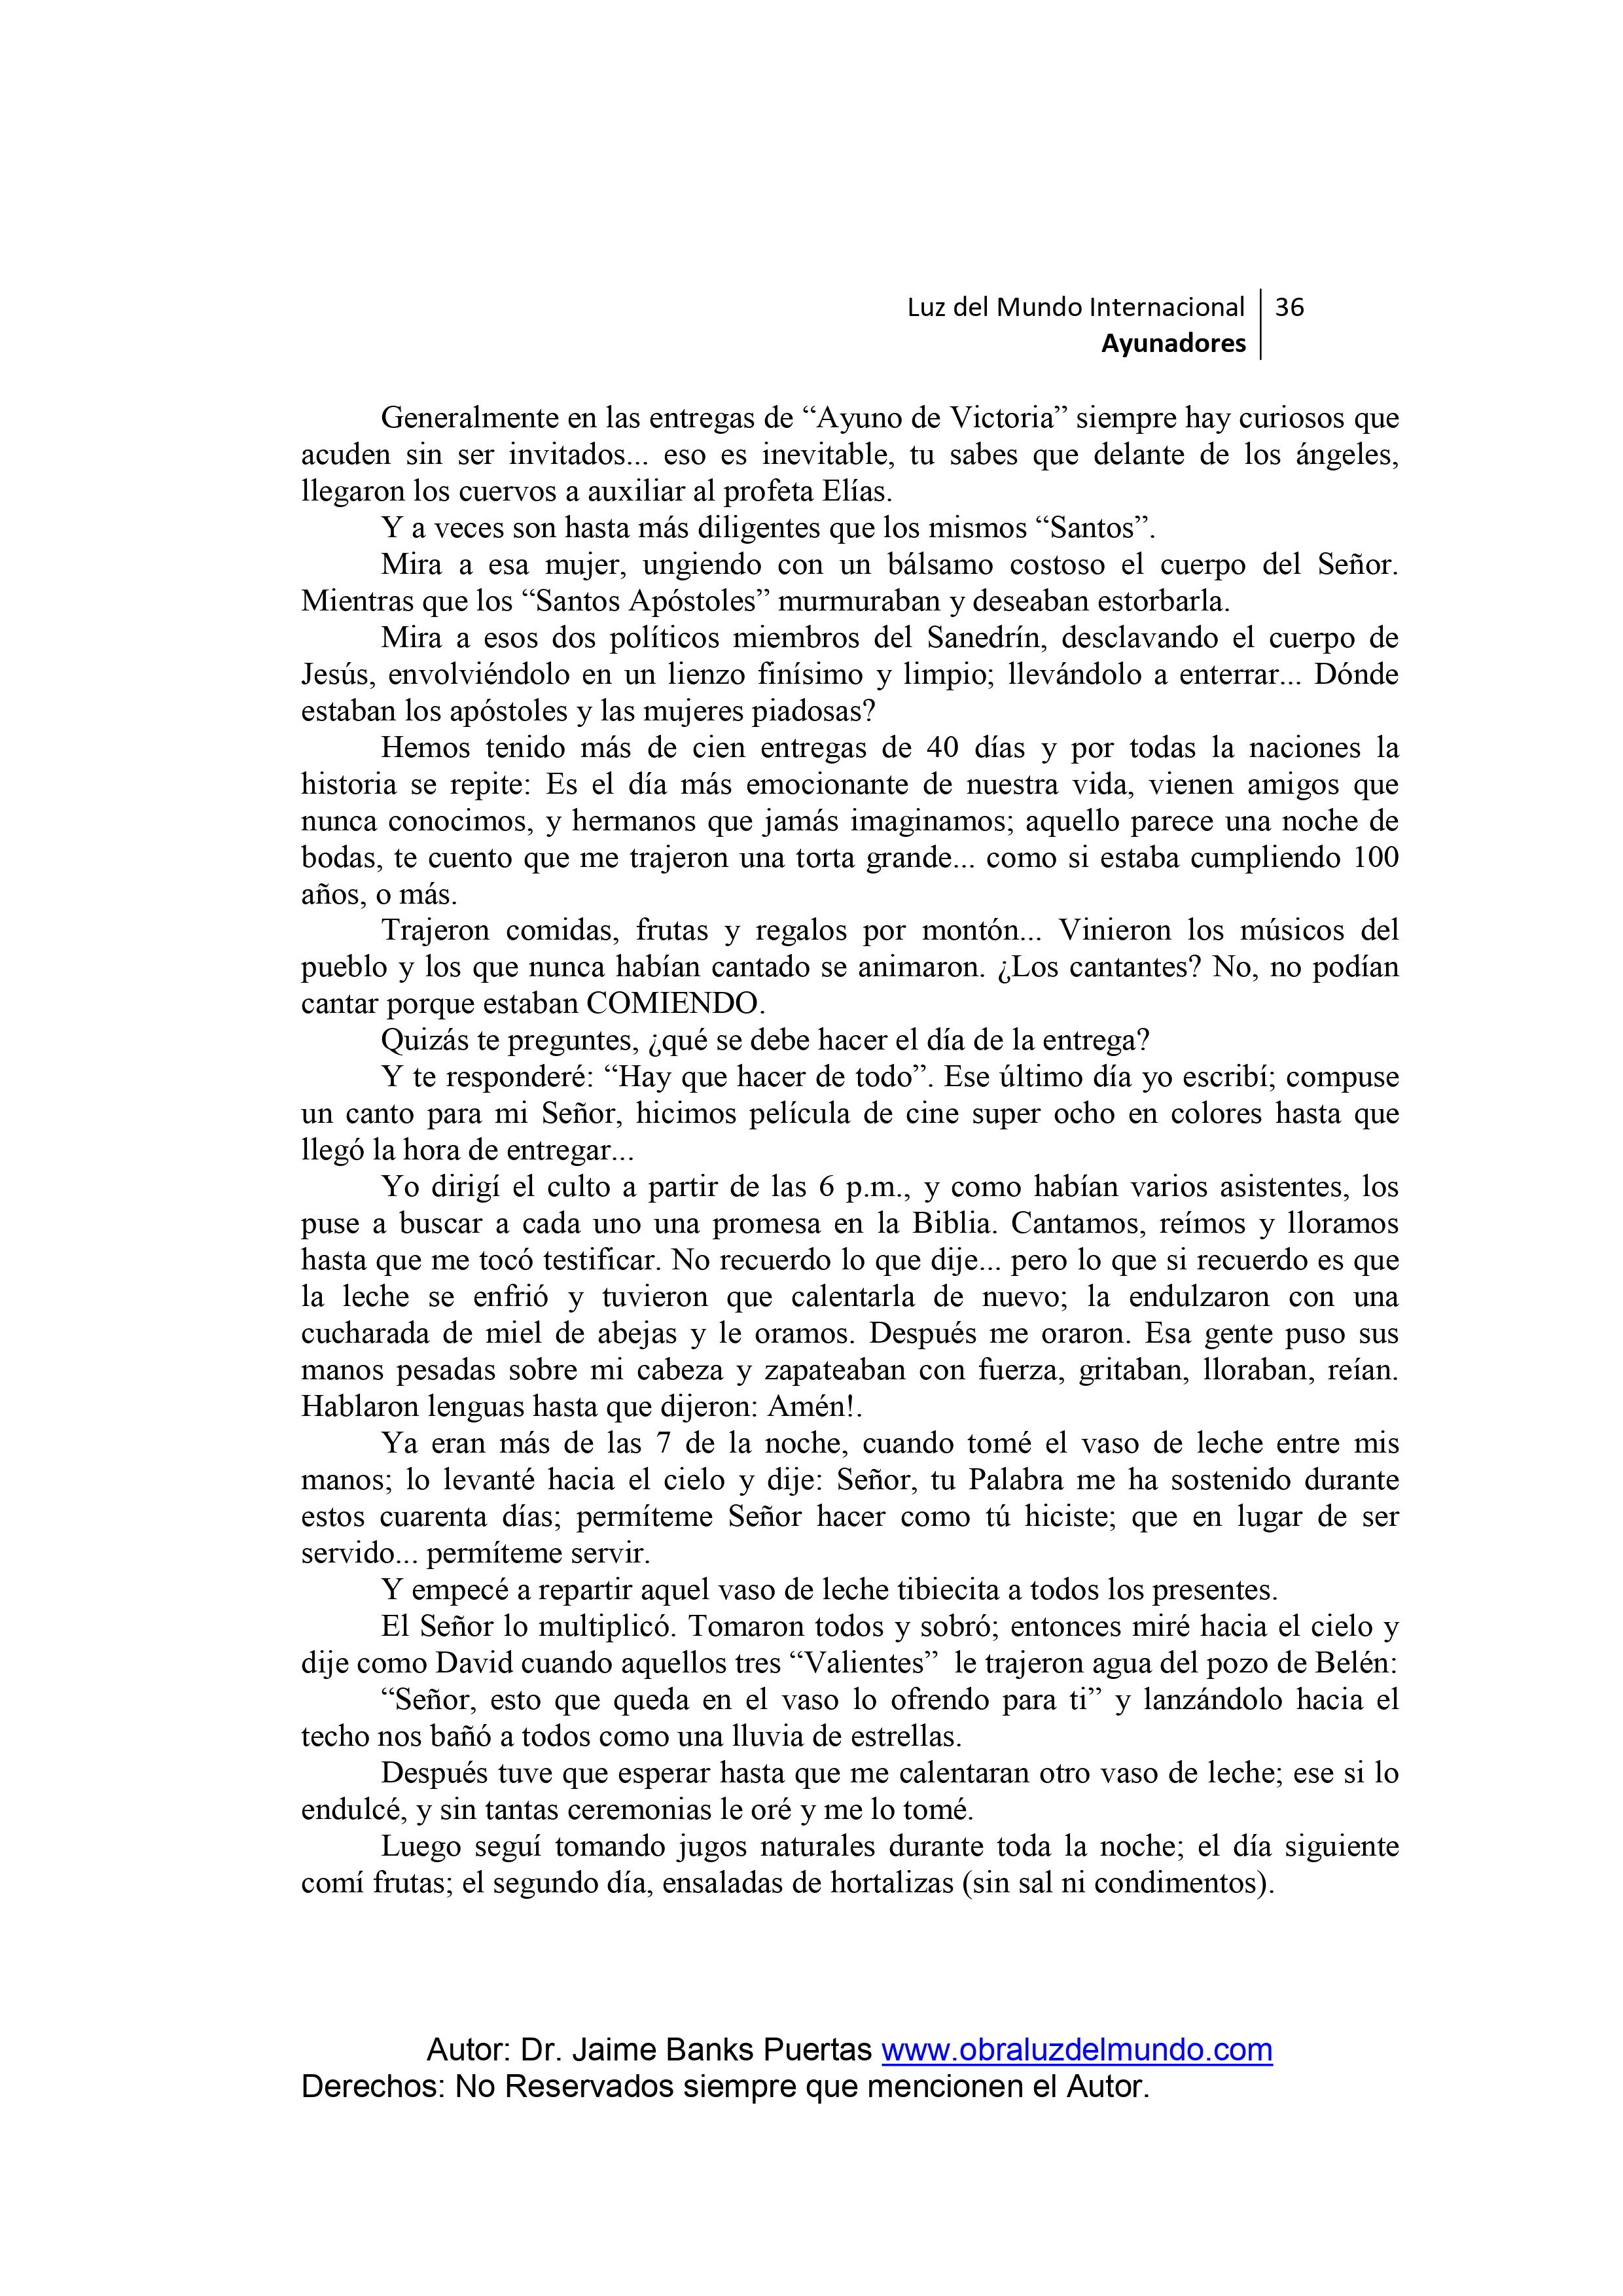 Luz del Mundo Internacional 36
Ayunadores
Generalmente en las entregas de “Ayuno de Victoria” siempre hay curiosos que
acuden sin ser invitados... eso es inevitable, tu sabes que delante de los ángeles,
llegaron los cuervos a auxiliar al profeta Elías.
Y a veces son hasta más diligentes que los mismos “Santos”.
Mira a esa mujer, ungiendo con un bálsamo costoso el cuerpo del Señor.
Mientras que los “Santos Apóstoles” murmuraban y deseaban estorbarla.
Mira a esos dos políticos miembros del Sanedrín, desclavando el cuerpo de
Jesús, envolviéndolo en un lienzo finísimo y limpio; llevándolo a enterrar... Dónde
estaban los apóstoles y las mujeres piadosas?
Hemos tenido más de cien entregas de 40 días y por todas la naciones la
historia se repite: Es el día más emocionante de nuestra vida, vienen amigos que
nunca conocimos, y hermanos que jamás imaginamos; aquello parece una noche de
bodas, te cuento que me trajeron una torta grande... como si estaba cumpliendo 100
años, o más.
Trajeron comidas, frutas y regalos por montón... Vinieron los músicos del
pueblo y los que nunca habían cantado se animaron. ¿Los cantantes? No, no podían
cantar porque estaban COMIENDO.
Quizás te preguntes, ¿qué se debe hacer el día de la entrega?
Y te responderé: “Hay que hacer de todo”. Ese último día yo escribí; compuse
un canto para mi Señor, hicimos película de cine super ocho en colores hasta que
llegó la hora de entregar...
Yo dirigí el culto a partir de las 6 p.m., y como habían varios asistentes, los
puse a buscar a cada uno una promesa en la Biblia. Cantamos, reímos y lloramos
hasta que me tocó testificar. No recuerdo lo que dije... pero lo que si recuerdo es que
la leche se enfrió y tuvieron que calentarla de nuevo; la endulzaron con una
cucharada de miel de abejas y le oramos. Después me oraron. Esa gente puso sus
manos pesadas sobre mi cabeza y zapateaban con fuerza, gritaban, lloraban, reían.
Hablaron lenguas hasta que dijeron: Amén!.
Ya eran más de las 7 de la noche, cuando tomé el vaso de leche entre mis
manos; lo levanté hacia el cielo y dije: Señor, tu Palabra me ha sostenido durante
estos cuarenta días; permíteme Señor hacer como tú hiciste; que en lugar de ser
servido... permíteme servir.
Y empecé a repartir aquel vaso de leche tibiecita a todos los presentes.
El Señor lo multiplicó. Tomaron todos y sobró; entonces miré hacia el cielo y
dije como David cuando aquellos tres “Valientes” le trajeron agua del pozo de Belén:
“Señor, esto que queda en el vaso lo ofrendo para ti” y lanzándolo hacia el
techo nos bañó a todos como una lluvia de estrellas.
Después tuve que esperar hasta que me calentaran otro vaso de leche; ese si lo
endulcé, y sin tantas ceremonias le oré y me lo tomé.
Luego seguí tomando jugos naturales durante toda la noche; el día siguiente
comí frutas; el segundo día, ensaladas de hortalizas (sin sal ni condimentos).
Autor: Dr. Jaime Banks Puertas www.obraluzdelmundo.com
Derechos: No Reservados siempre que mencionen el Autor.